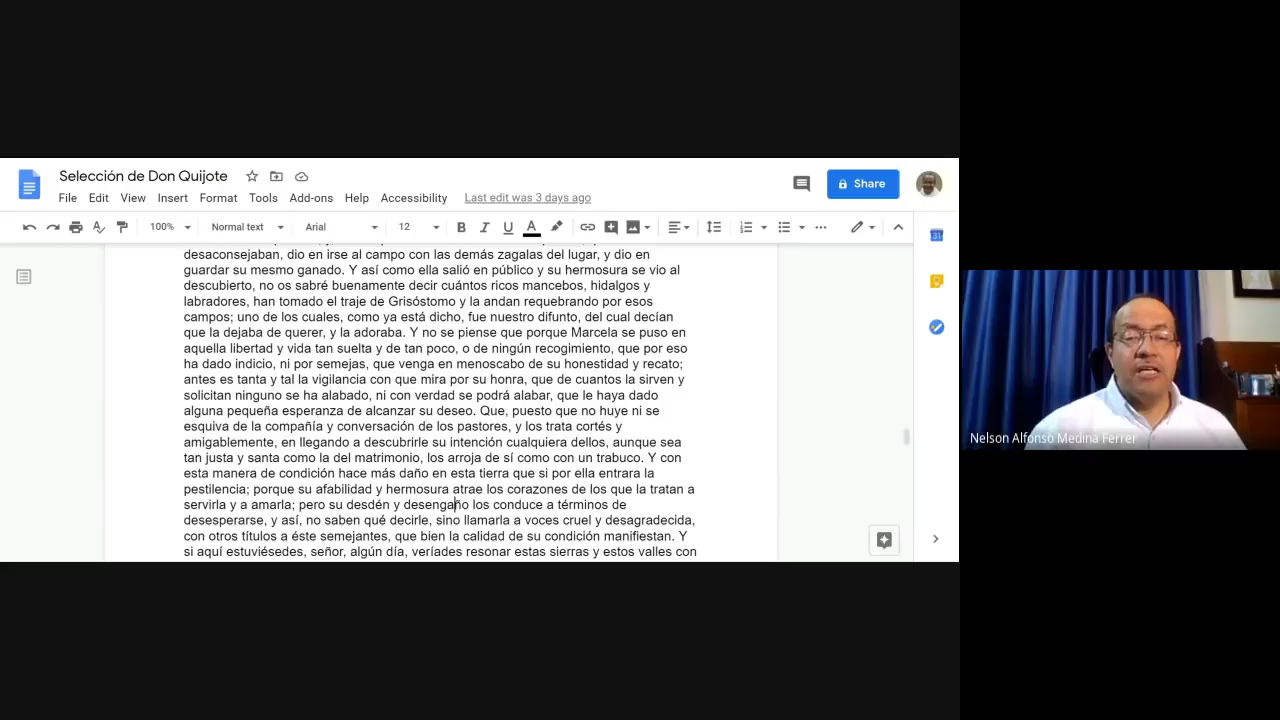 Selección de Don Quijote
File Edit View Insert Format Tools Add-ons Help Accessibility Last edit was 3 days ago
Share
100% Normal text Arial 12 B I U A
31
desaconsejaban, dio en irse al campo con las demás zagalas del lugar, y dio en
guardar su mesmo ganado. Y así como ella salió en público y su hermosura se vio al
descubierto, no os sabré buenamente decir cuántos ricos mancebos, hidalgos y
labradores, han tomado el traje de Grisóstomo y la andan requebrando por esos
campos; uno de los cuales, como ya está dicho, fue nuestro difunto, del cual decían
que la dejaba de querer, y la adoraba. Y no se piense que porque Marcela se puso en
aquella libertad y vida tan suelta y de tan poco, o de ningún recogimiento, que por eso
ha dado indicio, ni por semejas, que venga en menoscabo de su honestidad y recato;
antes es tanta y tal la vigilancia con que mira por su honra, que de cuantos la sirven y
solicitan ninguno se ha alabado, ni con verdad se podrá alabar, que le haya dado
alguna pequeña esperanza de alcanzar su deseo. Que, puesto que no huye ni se
esquiva de la compañía y conversación de los pastores, y los trata cortés y
amigablemente, en llegando a descubrirle su intención cualquiera dellos, aunque sea
tan justa y santa como la del matrimonio, los arroja de sí como con un trabuco. Y con
esta manera de condición hace más daño en esta tierra que si por ella entrara la
pestilencia; porque su afabilidad y hermosura atrae los corazones de los que la tratan a
servirla y a amarla; pero su desdén y desengaño los conduce a términos de
desesperarse, y así, no saben qué decirle, sino llamarla a voces cruel y desagradecida,
con otros títulos a éste semejantes, que bien la calidad de su condición manifiestan. Y
si aquí estuviésedes, señor, algún día, veríades resonar estas sierras y estos valles con
Nelson Alfonso Medina Ferrer